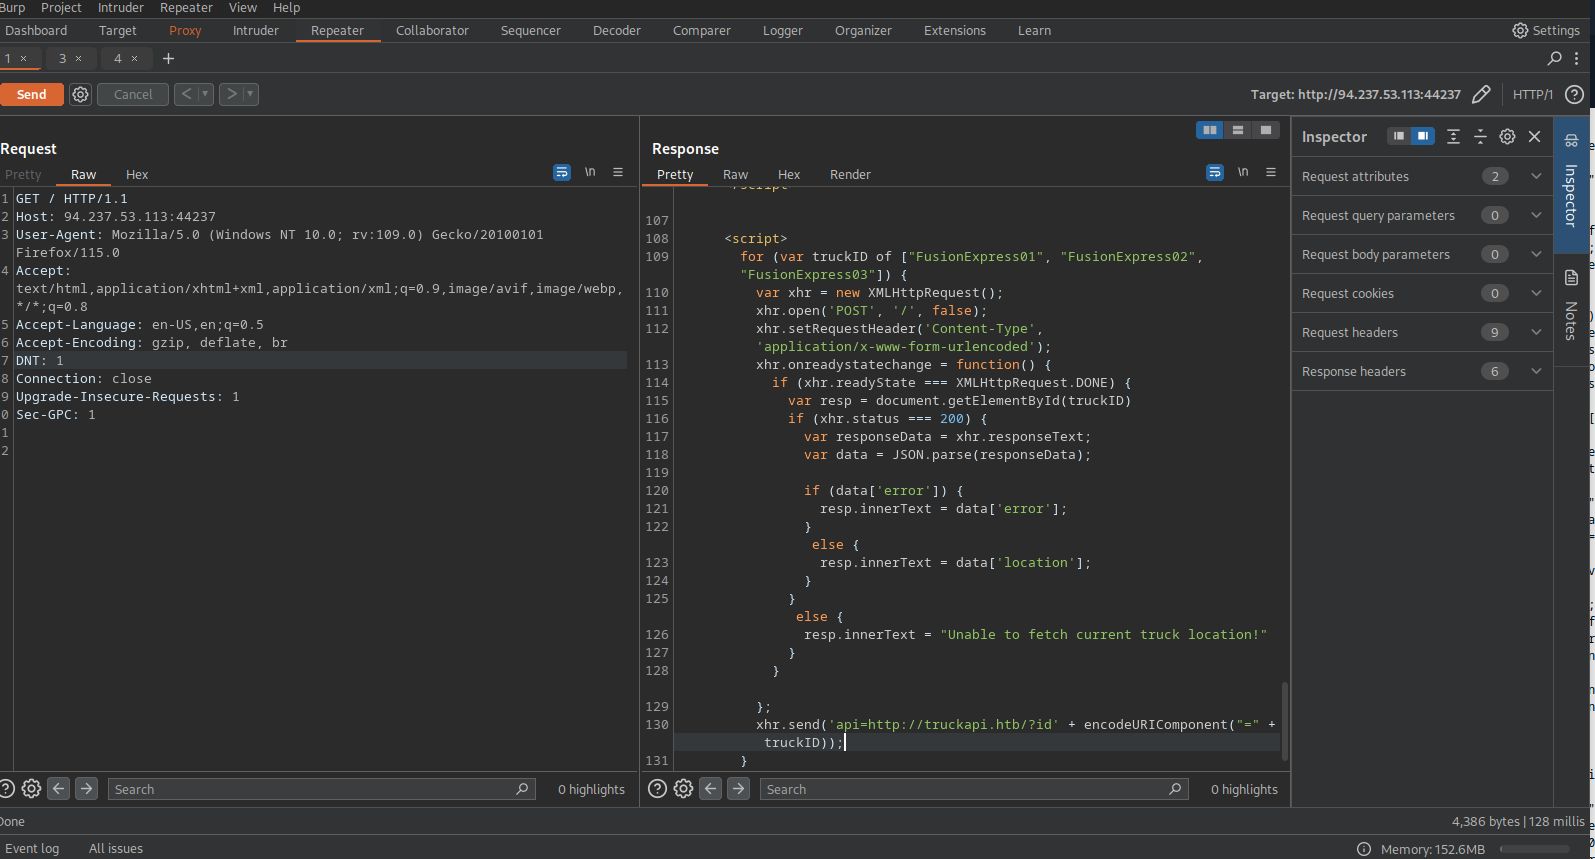 Burp Project Intruder Repeater View Help
Dashboard Target Proxy Intruder Repeater Collaborator Sequencer Decoder Comparer Logger Organizer Extensions Learn Settings
1 × 3 × 4 × +
Send Cancel < > Target: http://94.237.53.113:44237 HTTP/1 ?
Request
Pretty Raw Hex \n
1 GET / HTTP/1.1
2 Host: 94.237.53.113:44237
3 User-Agent: Mozilla/5.0 (Windows NT 10.0; rv:109.0) Gecko/20100101
Firefox/115.0
4 Accept:
text/html,application/xhtml+xml,application/xml;q=0.9,image/avif,image/webp,
*/*;q=0.8
5 Accept-Language: en-US,en;q=0.5
6 Accept-Encoding: gzip, deflate, br
7 DNT: 1
8 Connection: close
9 Upgrade-Insecure-Requests: 1
0 Sec-GPC: 1
1
2
Search 0 highlights
Response
Pretty Raw Hex Render \n
107
108 <script>
109 for (var truckID of ["FusionExpress01", "FusionExpress02",
"FusionExpress03"]) {
110 var xhr = new XMLHttpRequest();
111 xhr.open('POST', '/', false);
112 xhr.setRequestHeader('Content-Type',
'application/x-www-form-urlencoded');
113 xhr.onreadystatechange = function() {
114 if (xhr.readyState === XMLHttpRequest.DONE) {
115 var resp = document.getElementById(truckID)
116 if (xhr.status === 200) {
117 var responseData = xhr.responseText;
118 var data = JSON.parse(responseData);
119
120 if (data['error']) {
121 resp.innerText = data['error'];
122 }
else {
123 resp.innerText = data['location'];
124 }
125 }
else {
126 resp.innerText = "Unable to fetch current truck location!"
127 }
128 }
129 };
130 xhr.send('api=http://truckapi.htb/?id' + encodeURIComponent("=" +
truckID));
131 }
Search 0 highlights
Inspector
Request attributes 2
Request query parameters 0
Request body parameters 0
Request cookies 0
Request headers 9
Response headers 6
Inspector
Notes
Done 4,386 bytes | 128 millis
Event log All issues Memory: 152.6MB